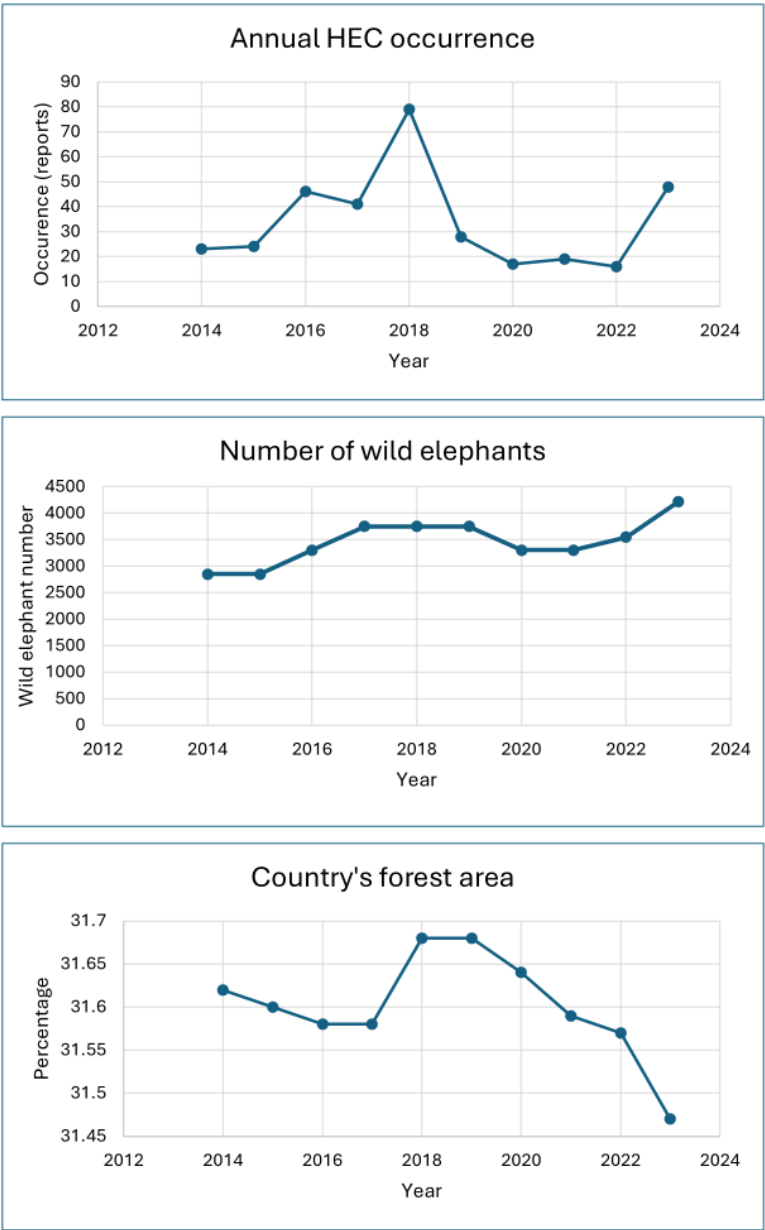 Annual HEC occurrence
Occurence (reports)
90
80
70
60
50
40
30
20
10
0
2012 2014 2016 2018 2020 2022 2024
Year
Number of wild elephants
Wild elephant number
4500
4000
3500
3000
2500
2000
1500
1000
500
0
2012 2014 2016 2018 2020 2022 2024
Year
Country's forest area
Percentage
31.7
31.65
31.6
31.55
31.5
31.45
2012 2014 2016 2018 2020 2022 2024
Year